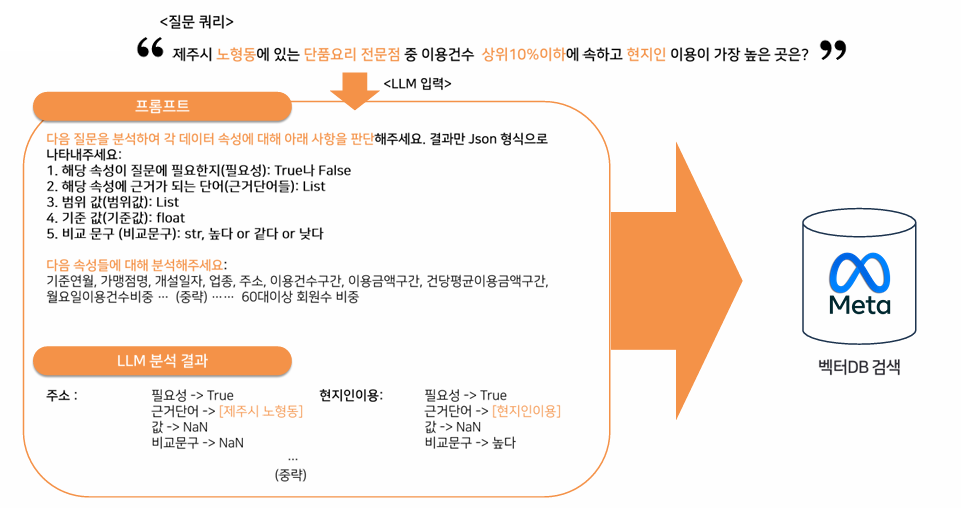 <질문 쿼리>
“ 제주시 노형동에 있는 단품요리 전문점 중 이용건수 상위10%이하에 속하고 현지인 이용이 가장 높은 곳은? ”
<LLM 입력>
프롬프트
다음 질문을 분석하여 각 데이터 속성에 대해 아래 사항을 판단해주세요. 결과만 Json 형식으로
나타내주세요:
1. 해당 속성이 질문에 필요한지(필요성): True나 False
2. 해당 속성에 근거가 되는 단어(근거단어들): List
3. 범위 값(범위값): List
4. 기준 값(기준값): float
5. 비교 문구 (비교문구): str, 높다 or 같다 or 낮다
다음 속성들에 대해 분석해주세요:
기준연월, 가맹점명, 개설일자, 업종, 주소, 이용건수구간, 이용금액구간, 건당평균이용금액구간,
월요일이용건수비중 … (중략) …… 60대이상 회원수 비중
LLM 분석 결과
주소 : 필요성 -> True 현지인이용: 필요성 -> True
근거단어 -> [제주시 노형동] 근거단어 -> [현지인이용]
값 -> NaN 값 -> NaN
비교문구 -> NaN 비교문구 -> 높다
…
(중략)
Meta
벡터DB 검색